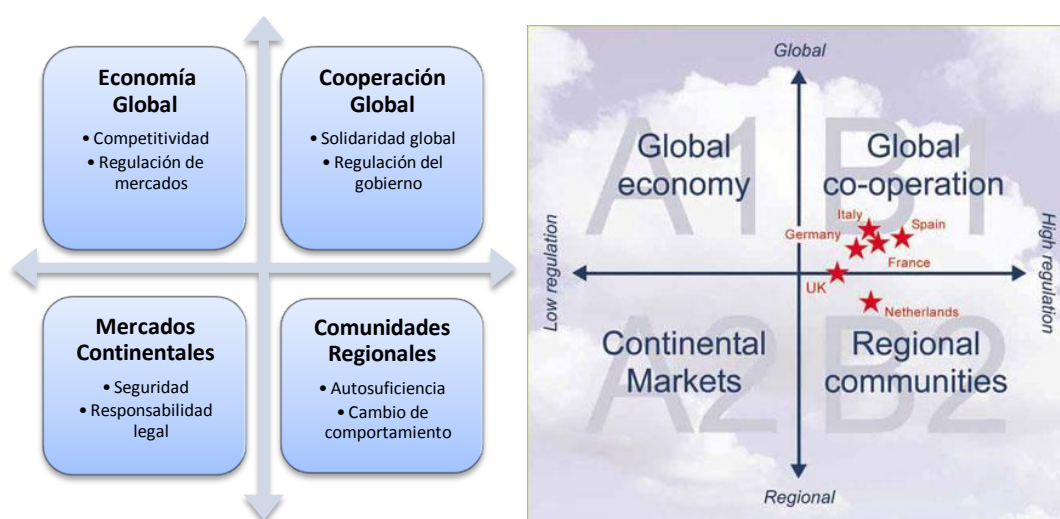 Economía
Global
• Competitividad
• Regulación de
mercados
Cooperación
Global
• Solidaridad global
• Regulación del
gobierno
Mercados
Continentales
• Seguridad
• Responsabilidad
legal
Comunidades
Regionales
• Autosuficiencia
• Cambio de
comportamiento
Global
A1
B1
Global
economy
Global
co-operation
Italy
Spain
Germany
France
UK
Netherlands
Low regulation
High regulation
A2
B2
Continental
Markets
Regional
communities
Regional